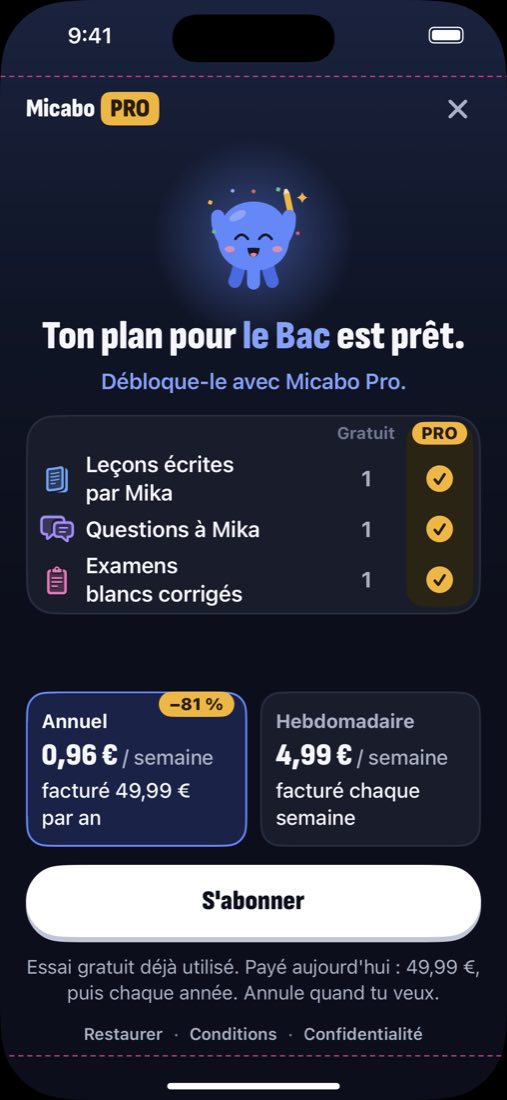 9:41
Micabo PRO
Ton plan pour le Bac est prêt.
Débloque-le avec Micabo Pro.
Gratuit PRO
Leçons écrites
par Mika
1
Questions à Mika 1
Examens
blancs corrigés
1
−81 %
Annuel
0,96 € / semaine
facturé 49,99 €
par an
Hebdomadaire
4,99 € / semaine
facturé chaque
semaine
S'abonner
Essai gratuit déjà utilisé. Payé aujourd'hui : 49,99 €,
puis chaque année. Annule quand tu veux.
Restaurer · Conditions · Confidentialité